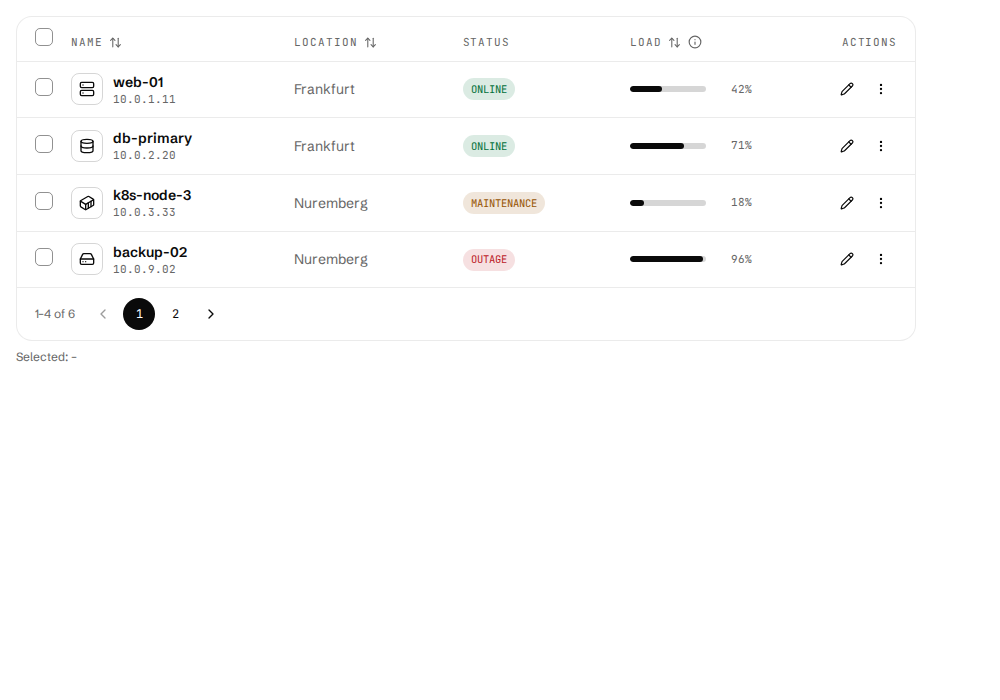 NAME LOCATION STATUS LOAD ACTIONS
web-01 Frankfurt ONLINE 42%
10.0.1.11
db-primary Frankfurt ONLINE 71%
10.0.2.20
k8s-node-3 Nuremberg MAINTENANCE 18%
10.0.3.33
backup-02 Nuremberg OUTAGE 96%
10.0.9.02
1–4 of 6 1 2
Selected: –